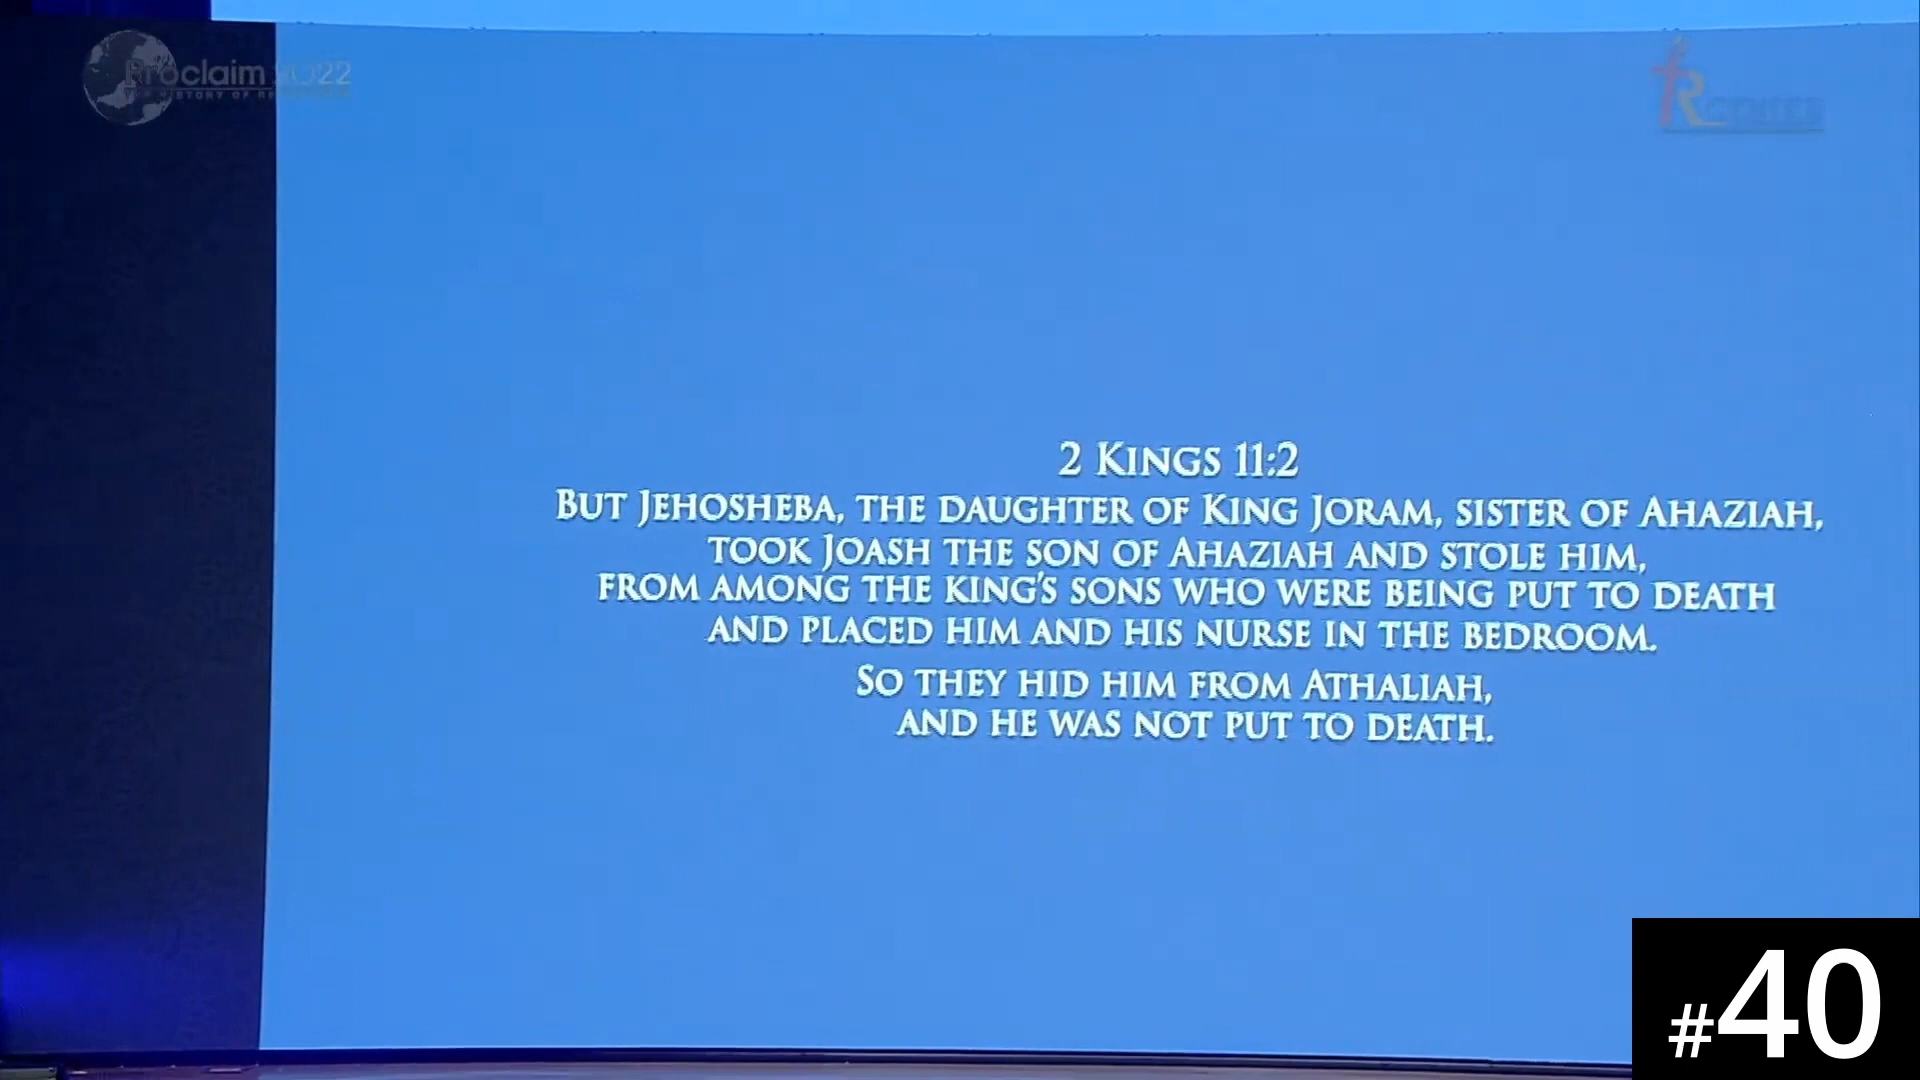 Proclaim 2022
2 Kings 11:2
But Jehosheba, the daughter of King Joram, sister of Ahaziah,
took Joash the son of Ahaziah and stole him,
from among the king's sons who were being put to death
and placed him and his nurse in the bedroom.
So they hid him from Athaliah,
and he was not put to death.
#40